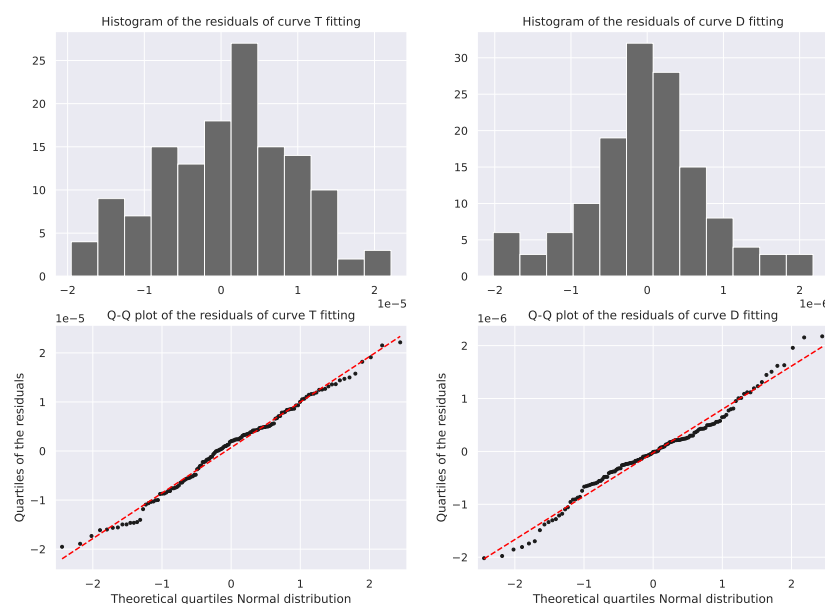 Histogram of the residuals of curve T fitting
25
20
15
10
5
0
−2 −1 0 1 2
1e−5
Histogram of the residuals of curve D fitting
30
25
20
15
10
5
0
−2 −1 0 1 2
1e−6
1e−5
Q-Q plot of the residuals of curve T fitting
Quartiles of the residuals
2
1
0
−1
−2
−2 −1 0 1 2
Theoretical quartiles Normal distribution
1e−6
Q-Q plot of the residuals of curve D fitting
Quartiles of the residuals
2
1
0
−1
−2
−2 −1 0 1 2
Theoretical quartiles Normal distribution